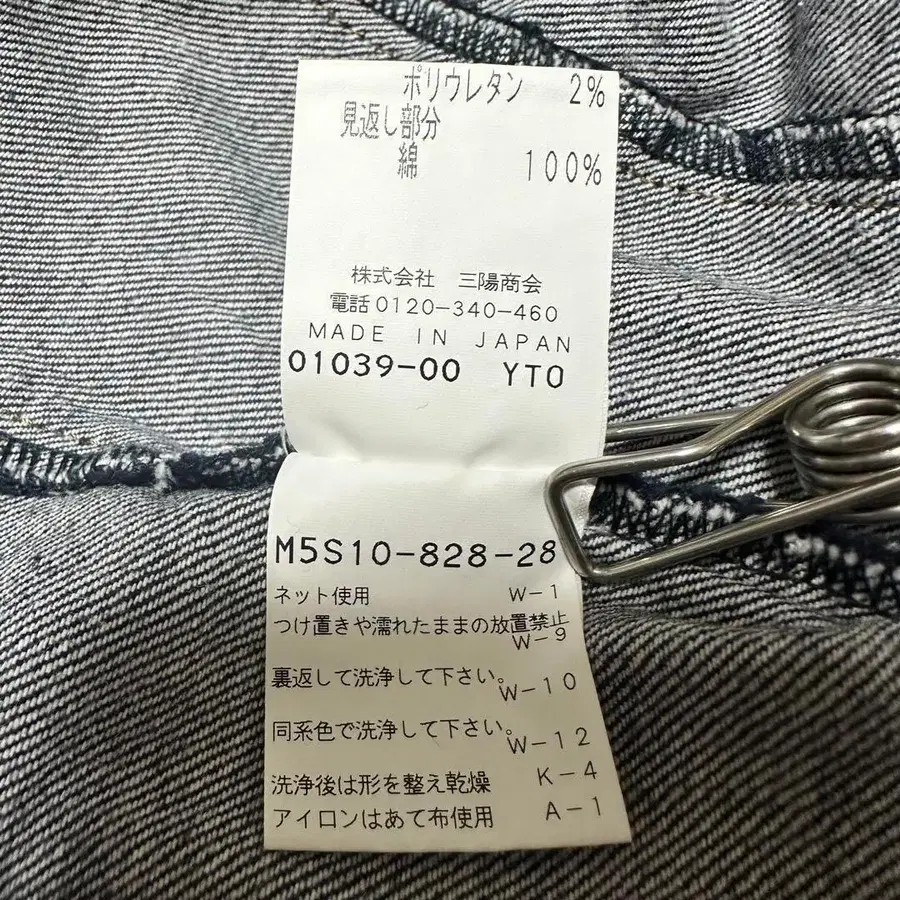 ポリウレタン 2%
見返し部分
綿 100%
株式会社 三陽商会
電話0120-340-460
MADE IN JAPAN
01039-00 YTO
M5S10-828-28
ネット使用 W-1
つけ置きや濡れたままの放置禁止
W-9
裏返して洗浄して下さい。
W-10
同系色で洗浄して下さい。
W-12
洗浄後は形を整え乾燥 K-4
アイロンはあて布使用 A-1